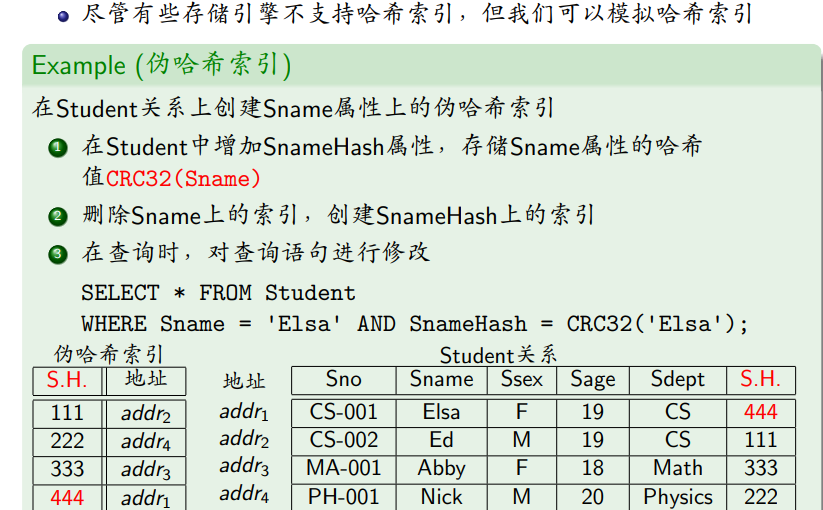 尽管有些存储引擎不支持哈希索引，但我们可以模拟哈希索引
Example (伪哈希索引)
在Student关系上创建Sname属性上的伪哈希索引
1 在Student中增加SnameHash属性，存储Sname属性的哈希
值CRC32(Sname)
2 删除Sname上的索引，创建SnameHash上的索引
3 在查询时，对查询语句进行修改
SELECT * FROM Student
WHERE Sname = 'Elsa' AND SnameHash = CRC32('Elsa');
伪哈希索引 Student关系
S.H. 地址 地址 Sno Sname Ssex Sage Sdept S.H.
111 addr2 addr1 CS-001 Elsa F 19 CS 444
222 addr4 addr2 CS-002 Ed M 19 CS 111
333 addr3 addr3 MA-001 Abby F 18 Math 333
444 addr1 addr4 PH-001 Nick M 20 Physics 222